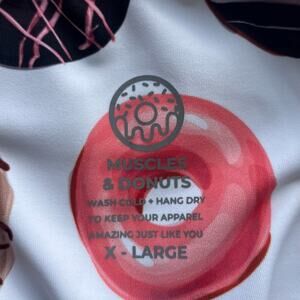 MUSCLES
& DONUTS
WASH COLD + HANG DRY
TO KEEP YOUR APPAREL
AMAZING JUST LIKE YOU
X - LARGE